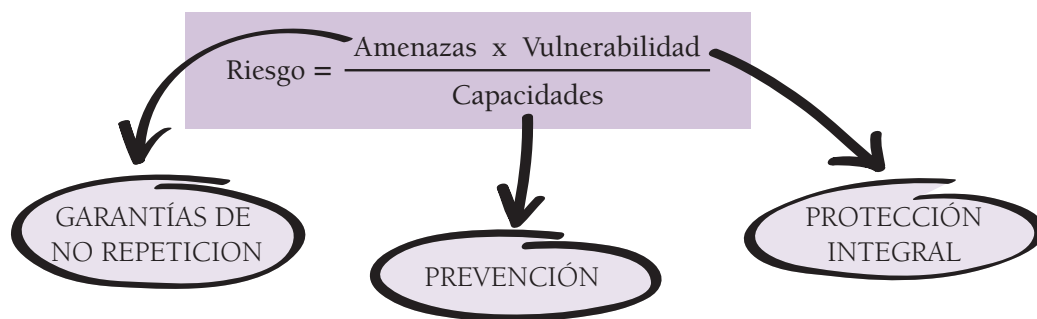 Amenazas x Vulnerabilidad
Riesgo =
Capacidades
GARANTÍAS DE
NO REPETICION
PREVENCIÓN
PROTECCIÓN
INTEGRAL